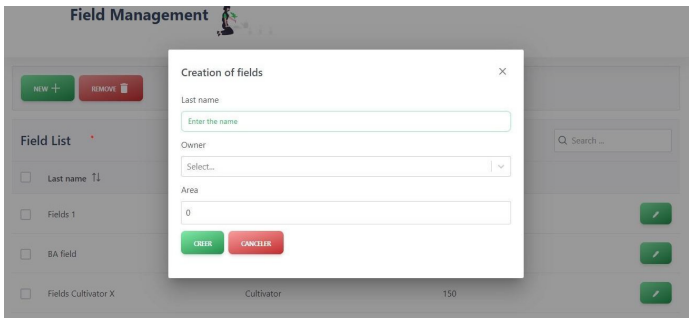 Field Management
NEW + REMOVE
Creation of fields ×
Last name
Enter the name
Owner
Select...
Area
0
CRIER CANCELER
Field List *
Search ...
Last name ↑↓
Fields 1
BA field
Fields Cultivator X Cultivator 150